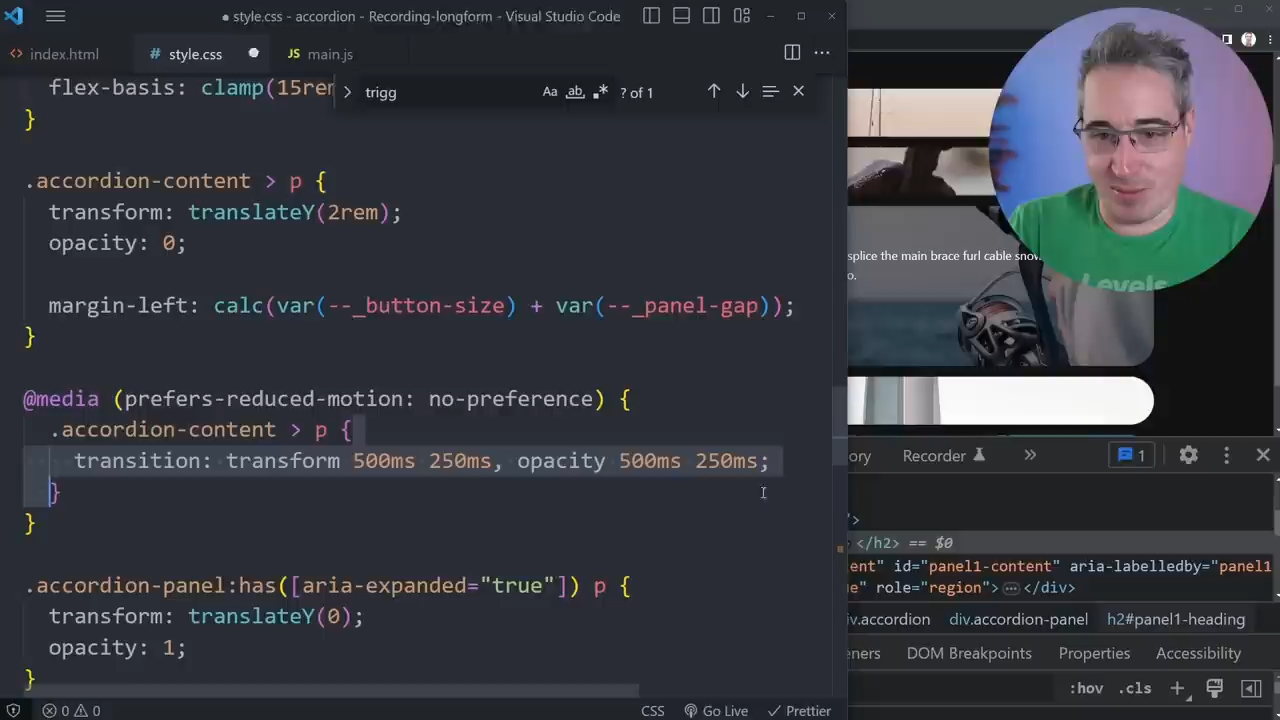 style.css - accordion - Recording-longform - Visual Studio Code
index.html
# style.css
JS main.js
flex-basis: clamp(15rem
trigg
Aa ab ? of 1
}
.accordion-content > p {
transform: translateY(2rem);
opacity: 0;
margin-left: calc(var(--_button-size) + var(--_panel-gap));
}
@media (prefers-reduced-motion: no-preference) {
.accordion-content > p {
transition: transform 500ms 250ms, opacity 500ms 250ms;
}
}
.accordion-panel:has([aria-expanded="true"]) p {
transform: translateY(0);
opacity: 1;
}
0 0
CSS
Go Live
Prettier
splice the main brace furl cable
o.
Levels
ory
Recorder
1
">
</h2> == $0
ent" id="panel1-content" aria-labelledby="panel1
e" role="region"> … </div>
iv.accordion
div.accordion-panel
h2#panel1-heading
eners
DOM Breakpoints
Properties
Accessibility
:hov
.cls